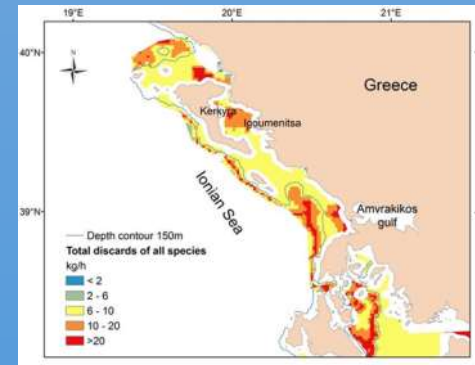 19°E
20°E
21°E
40°N
N
Greece
Kerkyra
Igoumenitsa
39°N
Ionian Sea
Amvrakikos
gulf
Depth contour 150m
Total discards of all species
kg/h
< 2
2 - 6
6 - 10
10 - 20
>20